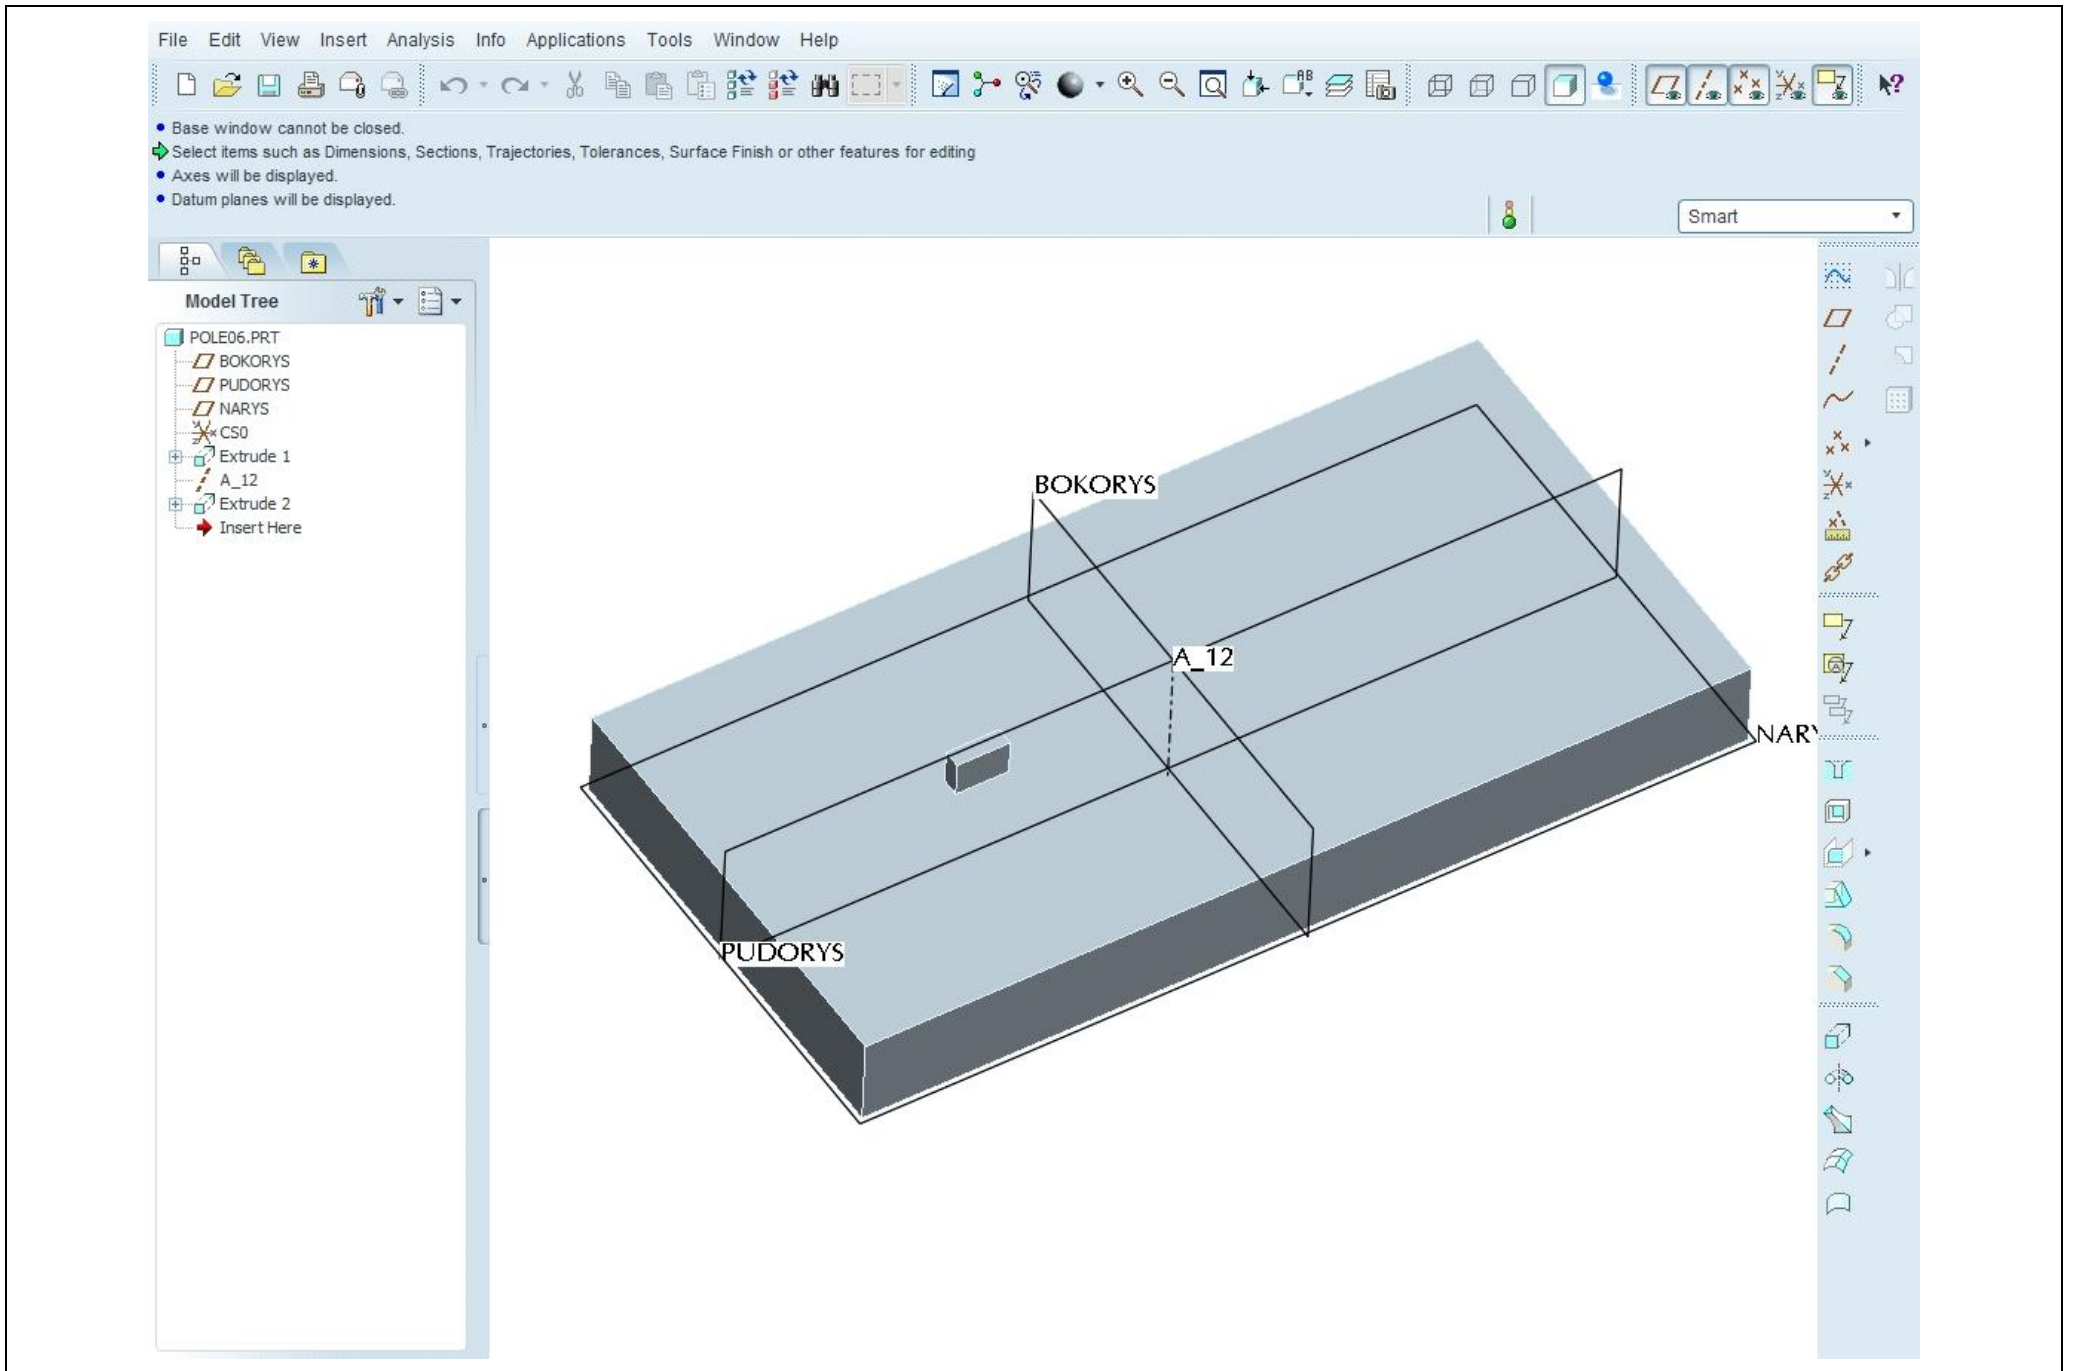 File Edit View Insert Analysis Info Applications Tools Window Help
Base window cannot be closed.
Select items such as Dimensions, Sections, Trajectories, Tolerances, Surface Finish or other features for editing
Axes will be displayed.
Datum planes will be displayed.
Smart
Model Tree
POLE06.PRT
BOKORYS
PUDORYS
NARYS
CS0
Extrude 1
A_12
Extrude 2
Insert Here
BOKORYS
A_12
NARY
PUDORYS